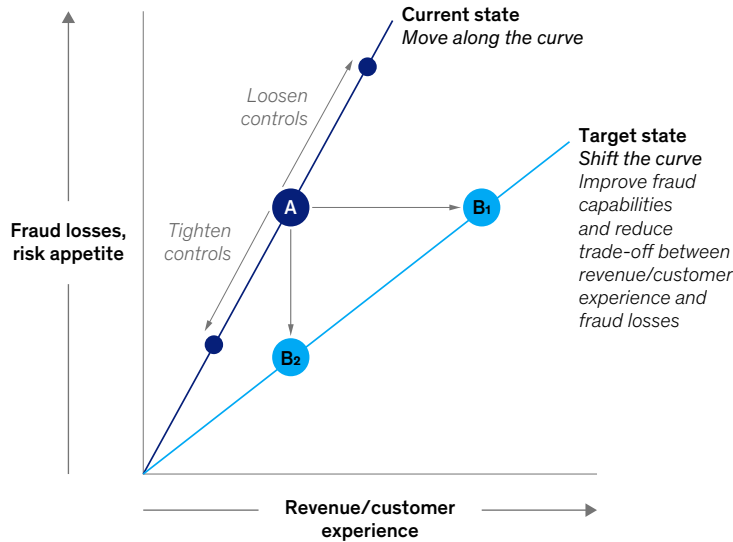 Current state
Move along the curve
Loosen
controls
Target state
Shift the curve
Improve fraud
capabilities
and reduce
trade-off between
revenue/customer
experience and
fraud losses
A
B1
Fraud losses,
risk appetite
Tighten
controls
B2
Revenue/customer
experience